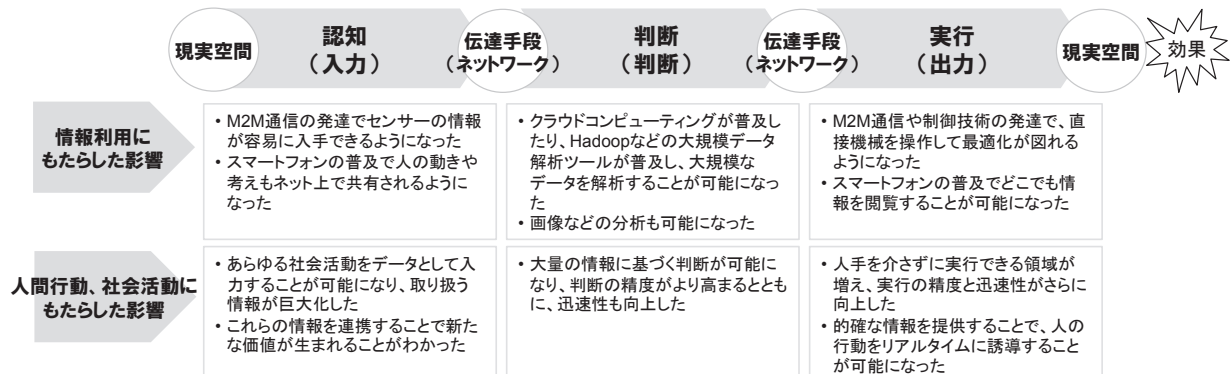 現実空間
認知
（入力）
伝達手段
（ネットワーク）
判断
（判断）
伝達手段
（ネットワーク）
実行
（出力）
現実空間
効果
情報利用に
もたらした影響
• M2M通信の発達でセンサーの情報
が容易に入手できるようになった
• スマートフォンの普及で人の動きや
考えもネット上で共有されるように
なった
• クラウドコンピューティングが普及し
たり、Hadoopなどの大規模データ
解析ツールが普及し、大規模な
データを解析することが可能になっ
た
• 画像などの分析も可能になった
• M2M通信や制御技術の発達で、直
接機械を操作して最適化が図れる
ようになった
• スマートフォンの普及でどこでも情
報を閲覧することが可能になった
人間行動、社会活動に
もたらした影響
• あらゆる社会活動をデータとして入
力することが可能になり、取り扱う
情報が巨大化した
• これらの情報を連携することで新た
な価値が生まれることがわかった
• 大量の情報に基づく判断が可能に
なり、判断の精度がより高まるととも
に、迅速性も向上した
• 人手を介さずに実行できる領域が
増え、実行の精度と迅速性がさらに
向上した
• 的確な情報を提供することで、人の
行動をリアルタイムに誘導すること
が可能になった